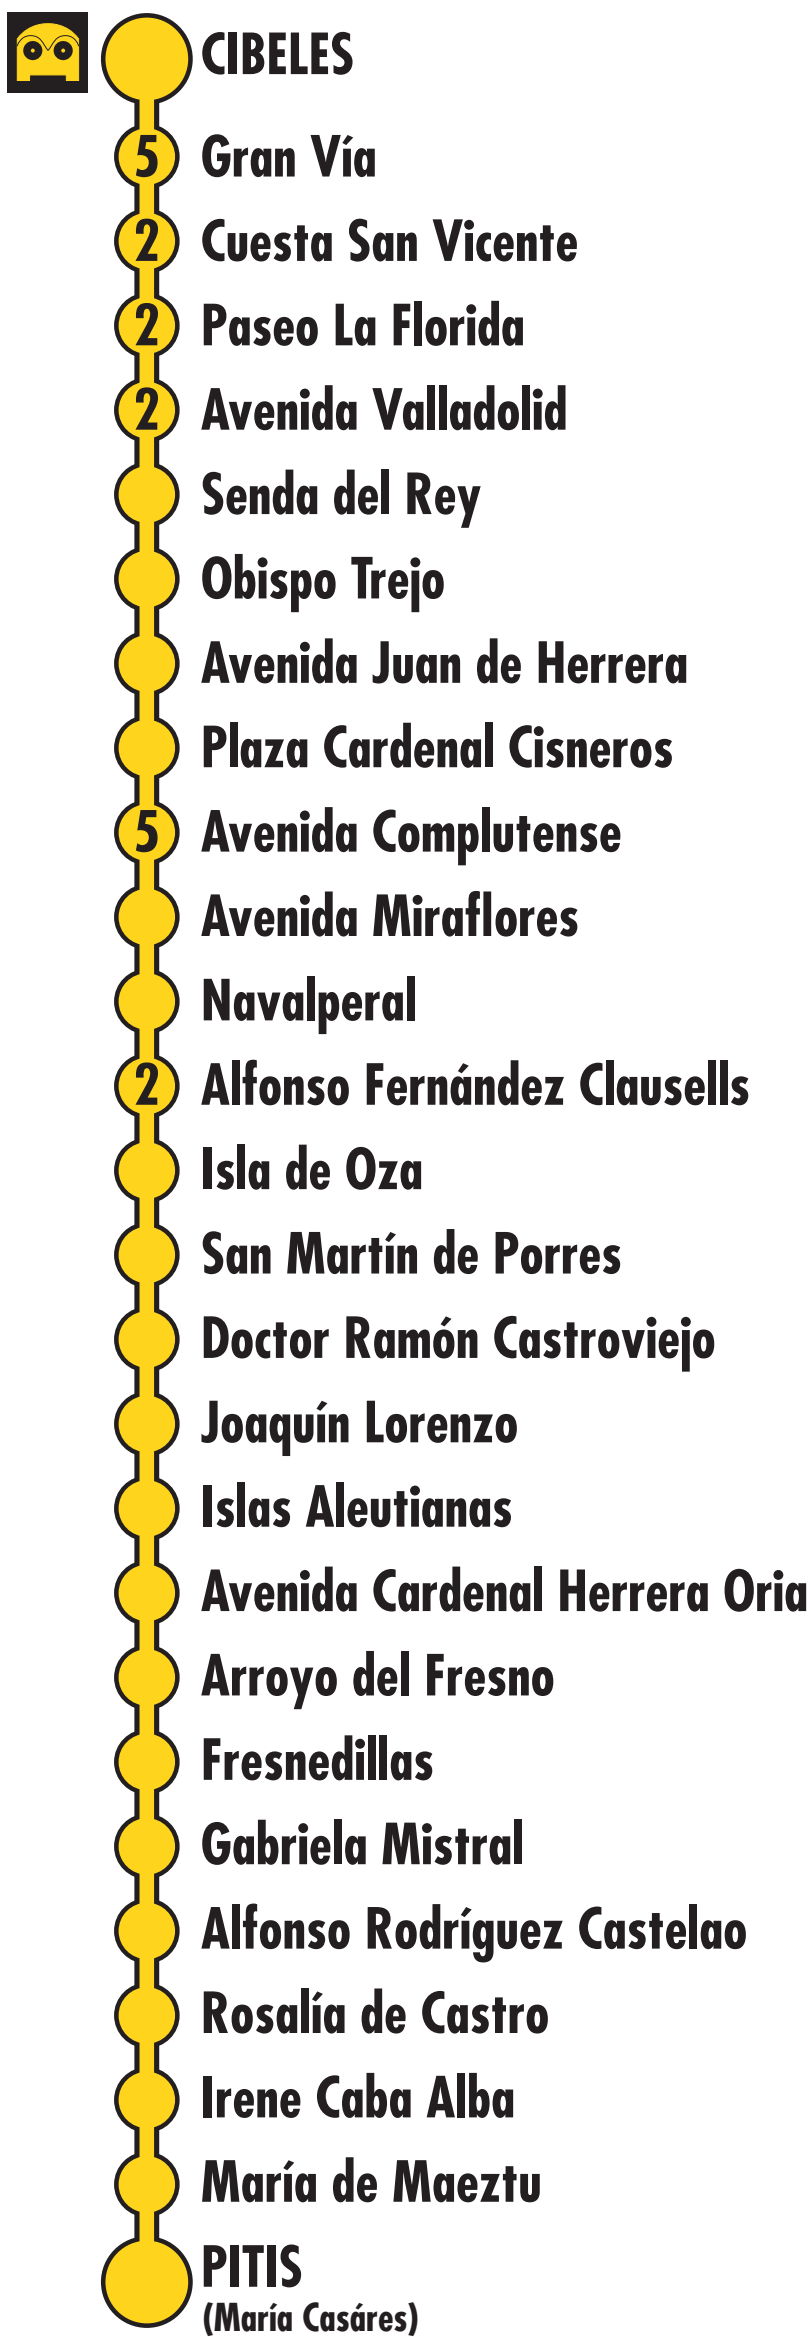 CIBELES
5 Gran Vía
2 Cuesta San Vicente
2 Paseo La Florida
2 Avenida Valladolid
Senda del Rey
Obispo Trejo
Avenida Juan de Herrera
Plaza Cardenal Cisneros
5 Avenida Complutense
Avenida Miraflores
Navalperal
2 Alfonso Fernández Clausells
Isla de Oza
San Martín de Porres
Doctor Ramón Castroviejo
Joaquín Lorenzo
Islas Aleutianas
Avenida Cardenal Herrera Oria
Arroyo del Fresno
Fresnedillas
Gabriela Mistral
Alfonso Rodríguez Castelao
Rosalía de Castro
Irene Caba Alba
María de Maeztu
PITIS
(María Casáres)